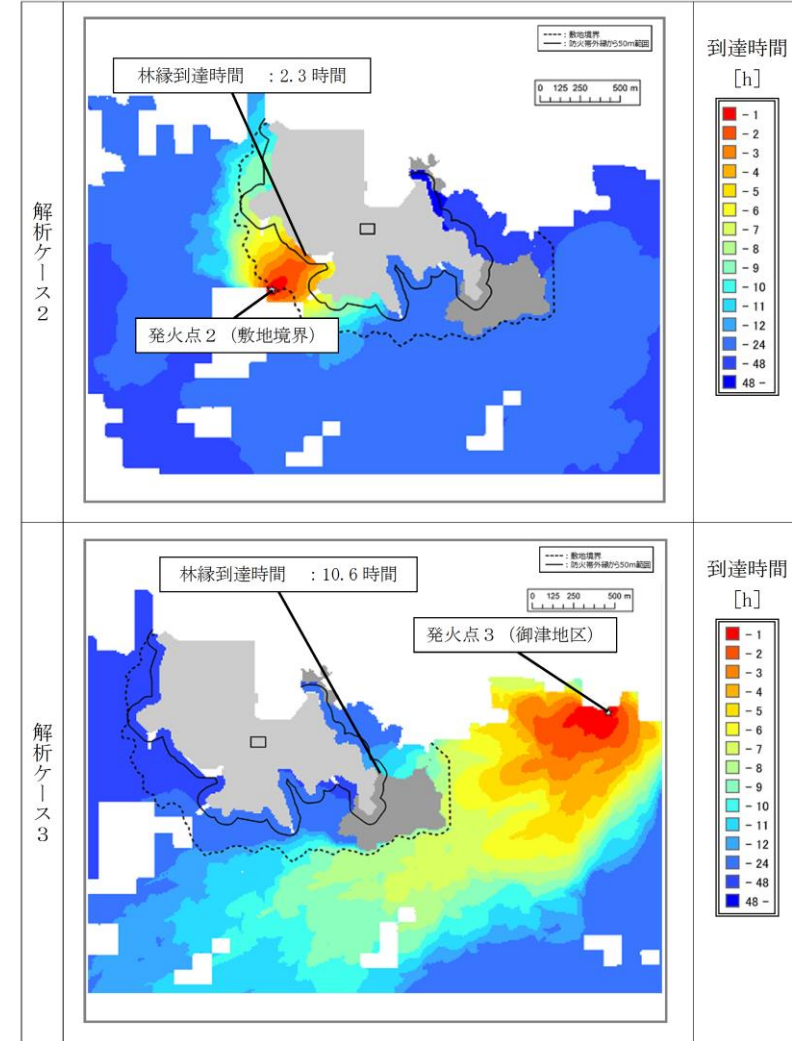 解析ケース2
---- : 敷地境界
— : 防火帯外縁から50m範囲
0 125 250 500 m
林縁到達時間 : 2.3 時間
発火点2 (敷地境界)
到達時間
[h]
- 1
- 2
- 3
- 4
- 5
- 6
- 7
- 8
- 9
- 10
- 11
- 12
- 24
- 48
48 -
解析ケース3
---- : 敷地境界
— : 防火帯外縁から50m範囲
0 125 250 500 m
林縁到達時間 : 10.6 時間
発火点3 (御津地区)
到達時間
[h]
- 1
- 2
- 3
- 4
- 5
- 6
- 7
- 8
- 9
- 10
- 11
- 12
- 24
- 48
48 -